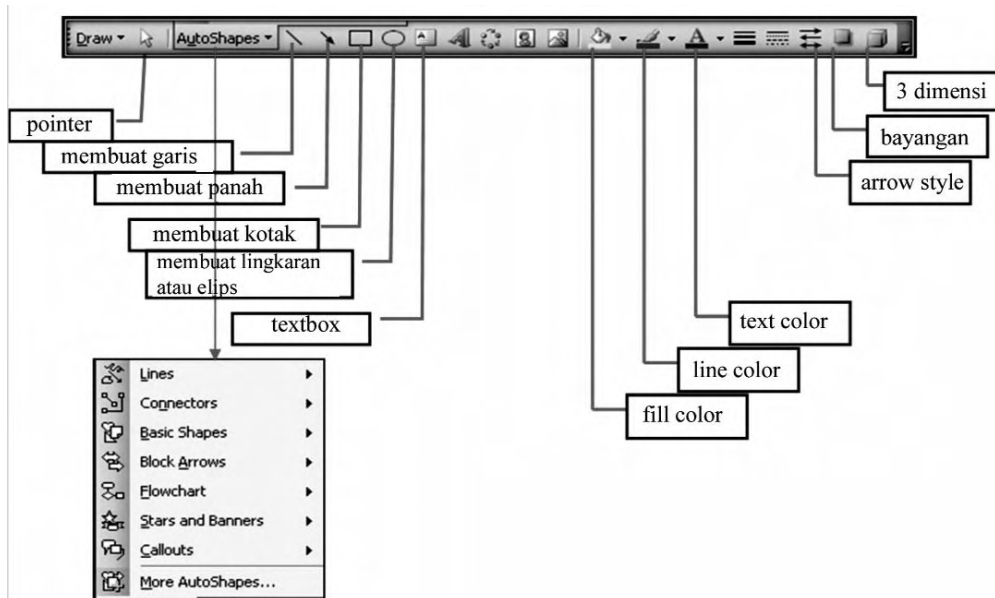 Draw AutoShapes A A
3 dimensi
pointer
bayangan
membuat garis
arrow style
membuat panah
membuat kotak
membuat lingkaran
atau elips
textbox
text color
line color
fill color
Lines
Connectors
Basic Shapes
Block Arrows
Flowchart
Stars and Banners
Callouts
More AutoShapes...